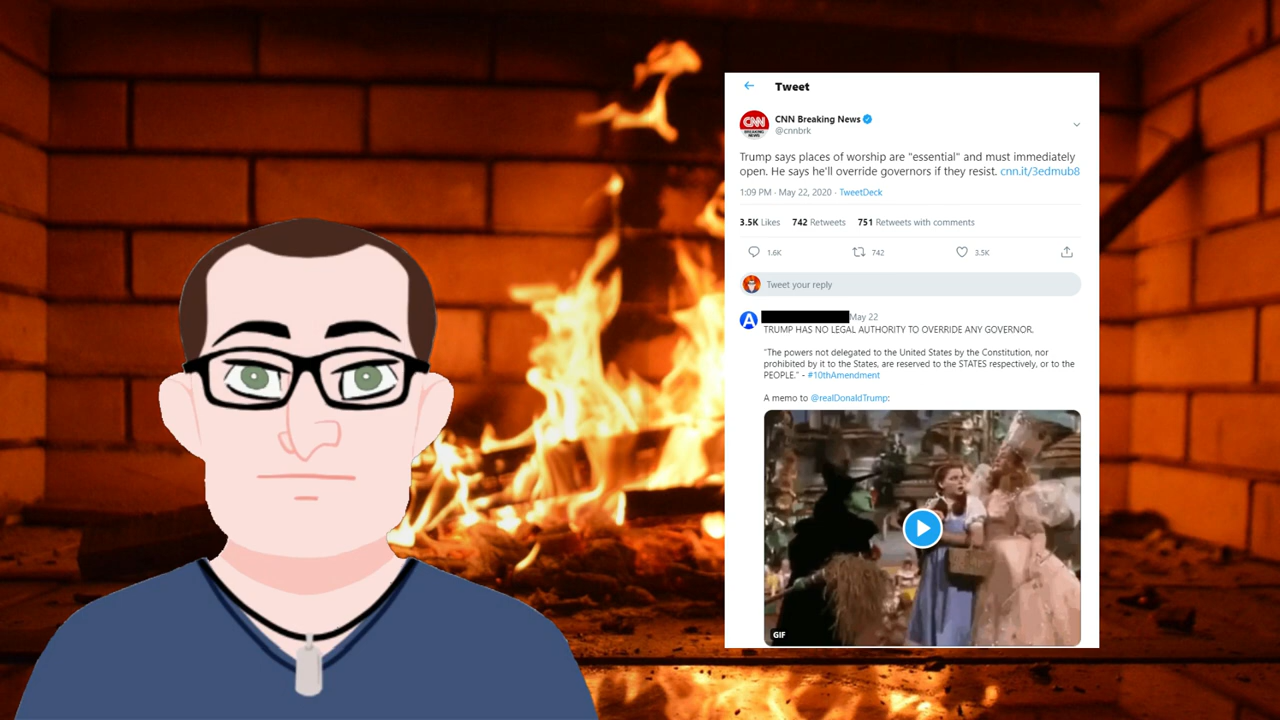 Tweet
CNN
BREAKING NEWS
CNN Breaking News
@cnnbrk
Trump says places of worship are "essential" and must immediately
open. He says he'll override governors if they resist. cnn.it/3edmub8
1:09 PM · May 22, 2020 · TweetDeck
3.5K Likes 742 Retweets 751 Retweets with comments
1.6K 742 3.5K
Tweet your reply
A
May 22
TRUMP HAS NO LEGAL AUTHORITY TO OVERRIDE ANY GOVERNOR.
"The powers not delegated to the United States by the Constitution, nor
prohibited by it to the States, are reserved to the STATES respectively, or to the
PEOPLE." - #10thAmendment
A memo to @realDonaldTrump:
GIF